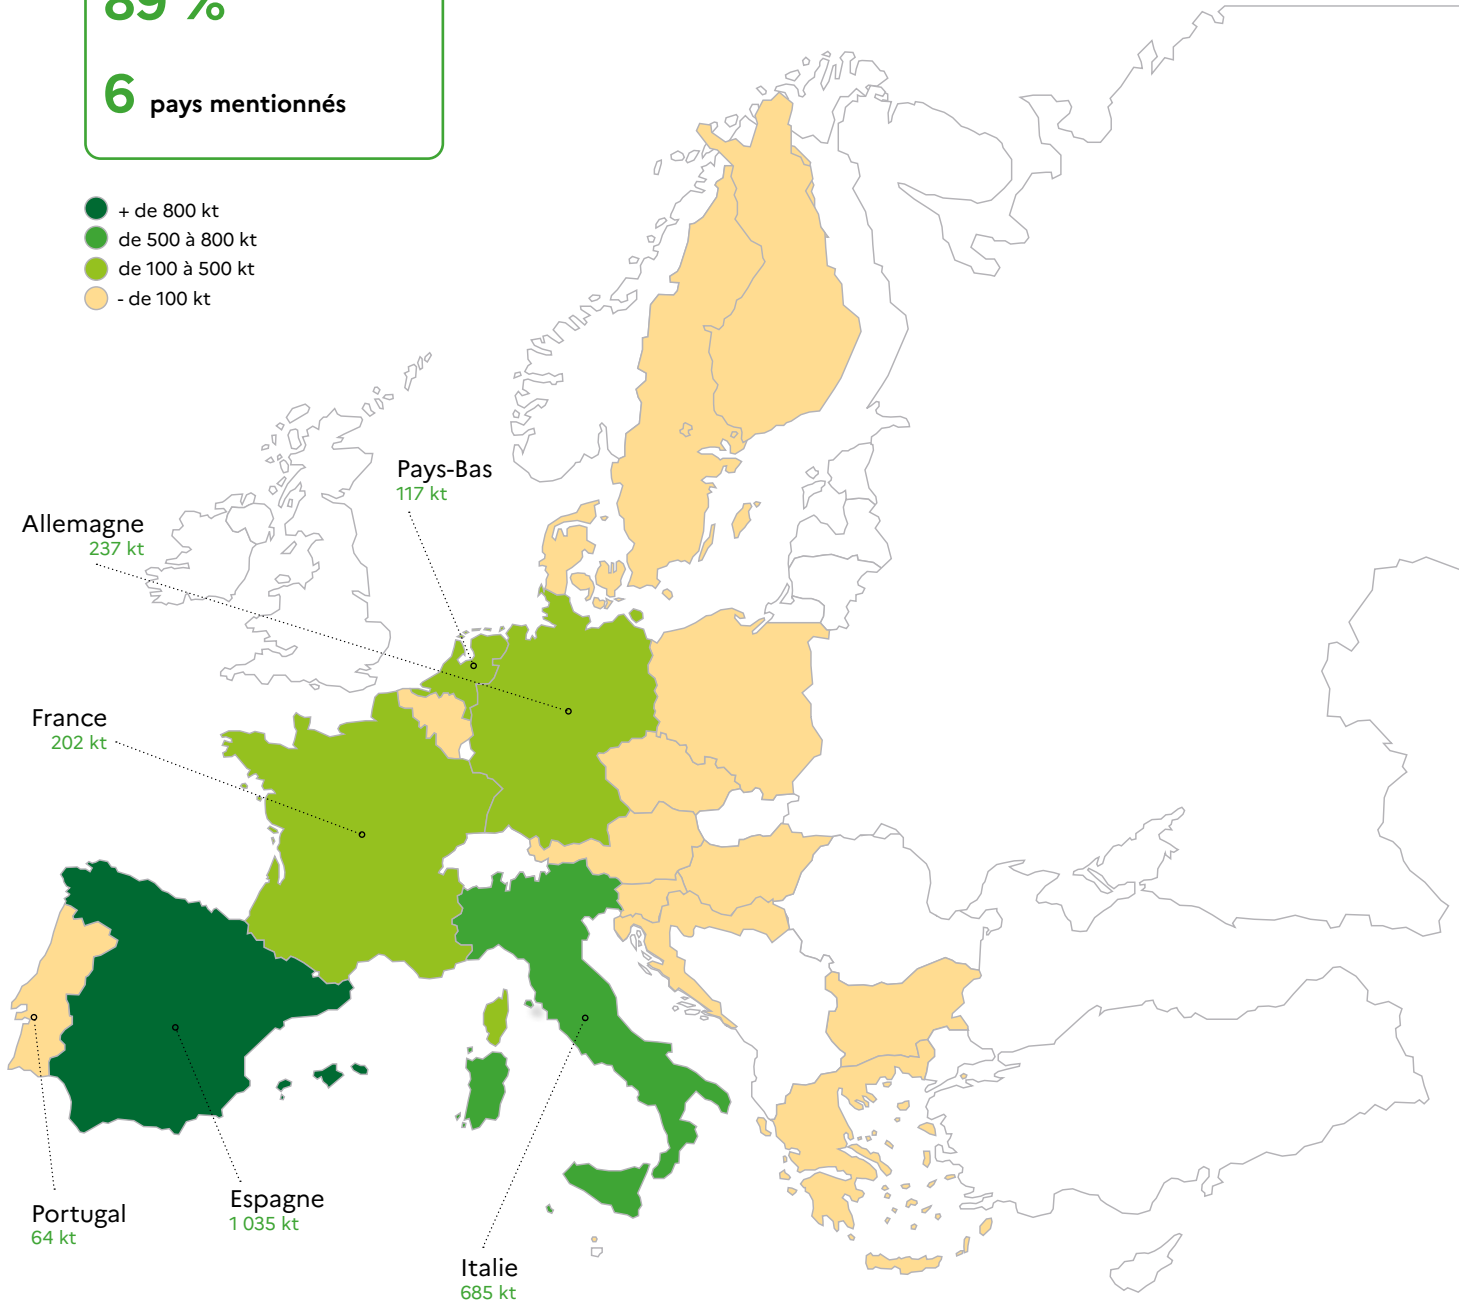 89 %
6 pays mentionnés
+ de 800 kt
de 500 à 800 kt
de 100 à 500 kt
- de 100 kt
Pays-Bas
117 kt
Allemagne
237 kt
France
202 kt
Portugal
64 kt
Espagne
1 035 kt
Italie
685 kt